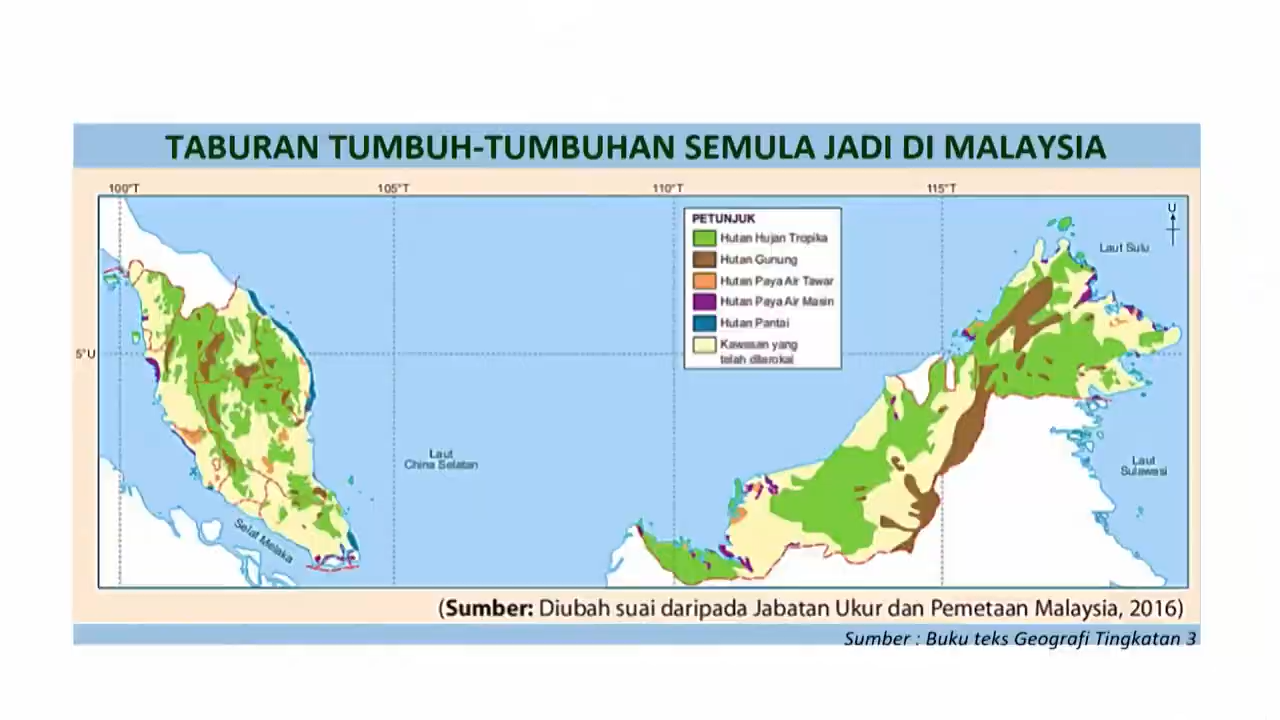 TABURAN TUMBUH-TUMBUHAN SEMULA JADI DI MALAYSIA
100°T 105°T 110°T 115°T
PETUNJUK
Hutan Hujan Tropika
Hutan Gunung
Hutan Paya Air Tawar
Hutan Paya Air Masin
Hutan Pantai
Kawasan yang
telah diterokai
U
Laut Sulu
5°U
Laut
China Selatan
Laut
Sulawesi
Selat Melaka
(Sumber: Diubah suai daripada Jabatan Ukur dan Pemetaan Malaysia, 2016)
Sumber : Buku teks Geografi Tingkatan 3